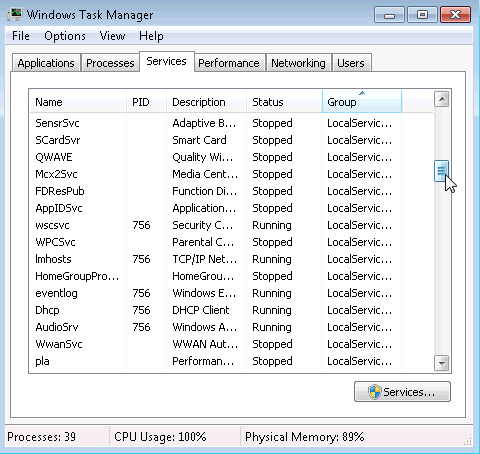 Windows Task Manager
File Options View Help
Applications Processes Services Performance Networking Users
Name PID Description Status Group
SensrSvc Adaptive B... Stopped LocalServic...
SCardSvr Smart Card Stopped LocalServic...
QWAVE Quality Wi... Stopped LocalServic...
Mcx2Svc Media Cent... Stopped LocalServic...
FDResPub Function Di... Stopped LocalServic...
AppIDSvc Application... Stopped LocalServic...
wscsvc 756 Security C... Running LocalServic...
WPCSvc Parental C... Stopped LocalServic...
lmhosts 756 TCP/IP Net... Running LocalServic...
HomeGroupPro... HomeGrou... Stopped LocalServic...
eventlog 756 Windows E... Running LocalServic...
Dhcp 756 DHCP Client Running LocalServic...
AudioSrv 756 Windows A... Running LocalServic...
WwanSvc WWAN Aut... Stopped LocalServic...
pla Performan... Stopped LocalServic...
Services...
Processes: 39 CPU Usage: 100% Physical Memory: 89%